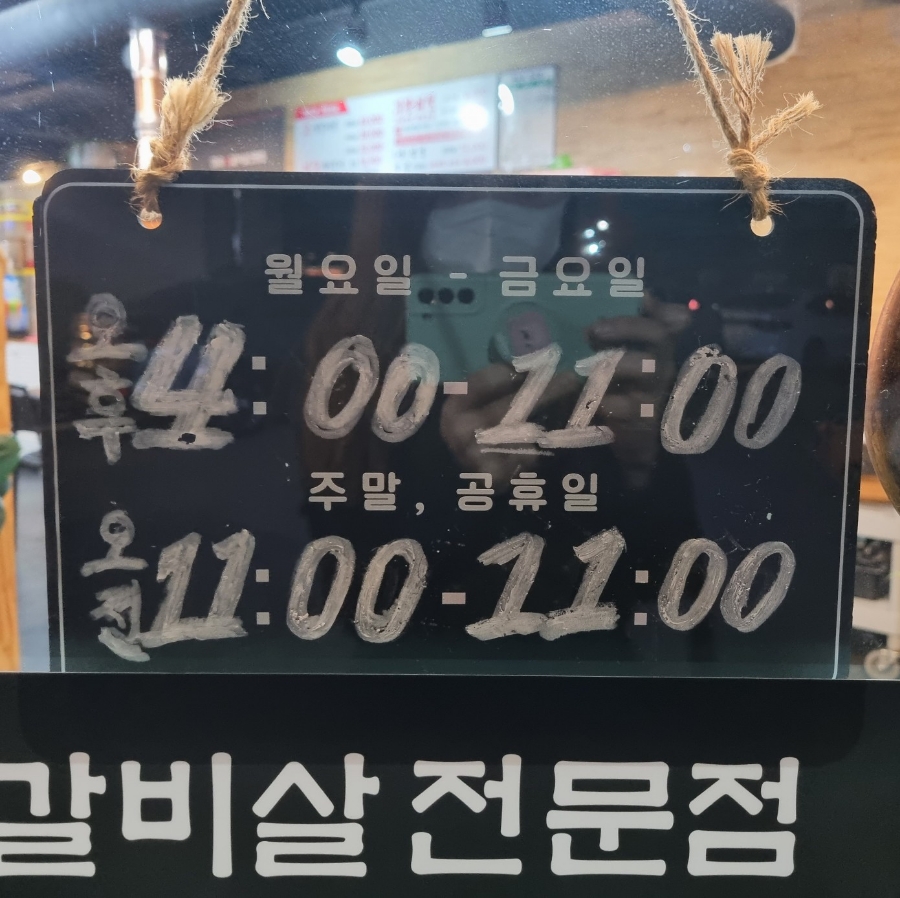 월요일 - 금요일
오후 4:00-11:00
주말, 공휴일
오전 11:00-11:00
갈비살 전문점